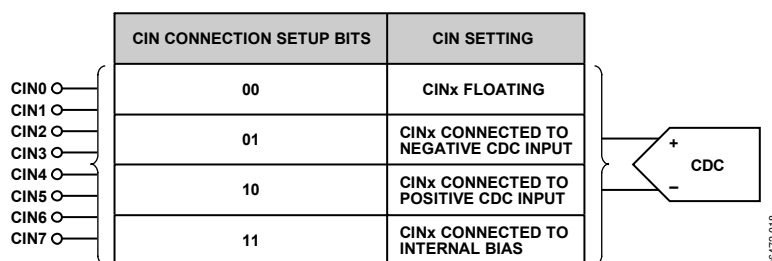 CIN CONNECTION SETUP BITS
CIN SETTING
CIN0
CIN1
CIN2
CIN3
CIN4
CIN5
CIN6
CIN7
00
CINx FLOATING
01
CINx CONNECTED TO
NEGATIVE CDC INPUT
10
CINx CONNECTED TO
POSITIVE CDC INPUT
11
CINx CONNECTED TO
INTERNAL BIAS
+
CDC
−